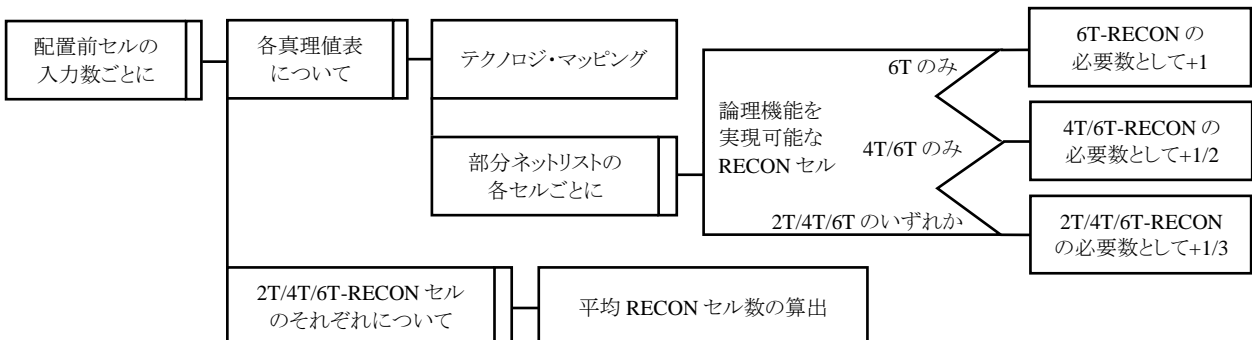 配置前セルの
入力数ごとに
各真理値表
について
テクノロジ・マッピング
部分ネットリストの
各セルごとに
論理機能を
実現可能な
RECON セル
6T のみ
4T/6T のみ
2T/4T/6T のいずれか
6T-RECON の
必要数として+1
4T/6T-RECON の
必要数として+1/2
2T/4T/6T-RECON
の必要数として+1/3
2T/4T/6T-RECON セル
のそれぞれについて
平均 RECON セル数の算出